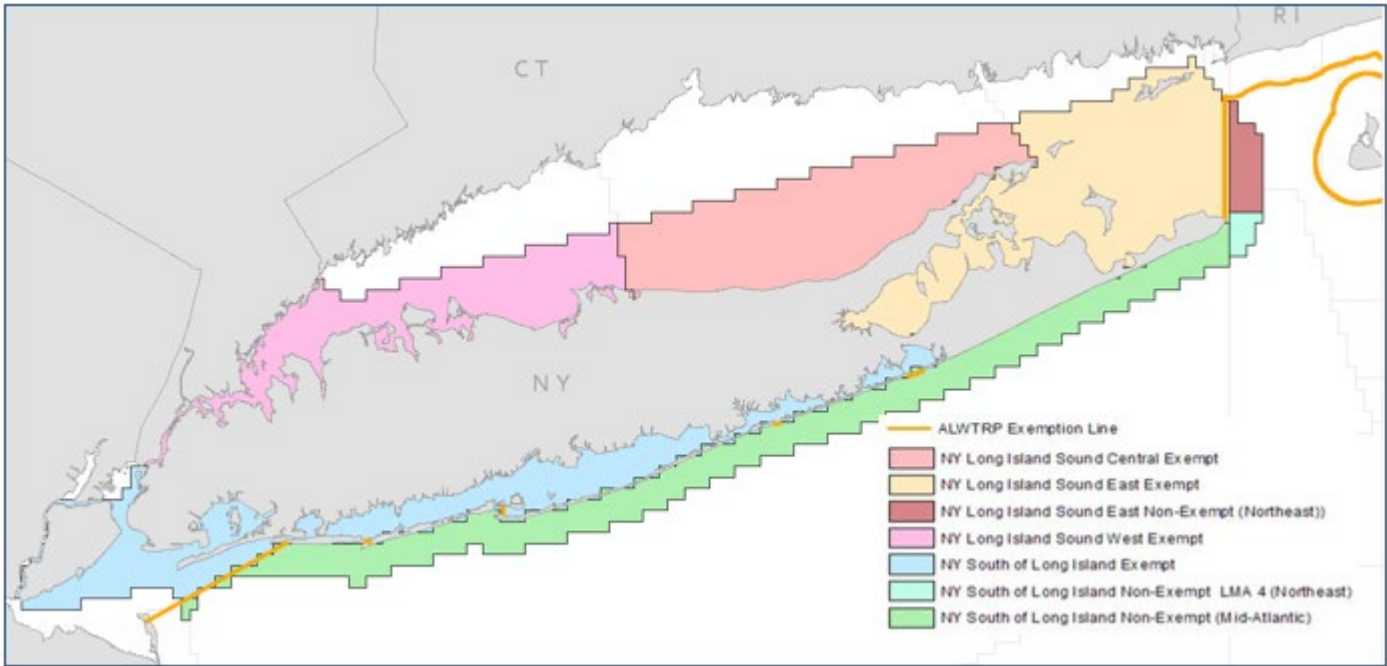 RI
CT
NY
ALWTRP Exemption Line
NY Long Island Sound Central Exempt
NY Long Island Sound East Exempt
NY Long Island Sound East Non-Exempt (Northeast))
NY Long Island Sound West Exempt
NY South of Long Island Exempt
NY South of Long Island Non-Exempt LMA 4 (Northeast)
NY South of Long Island Non-Exempt (Mid-Atlantic)